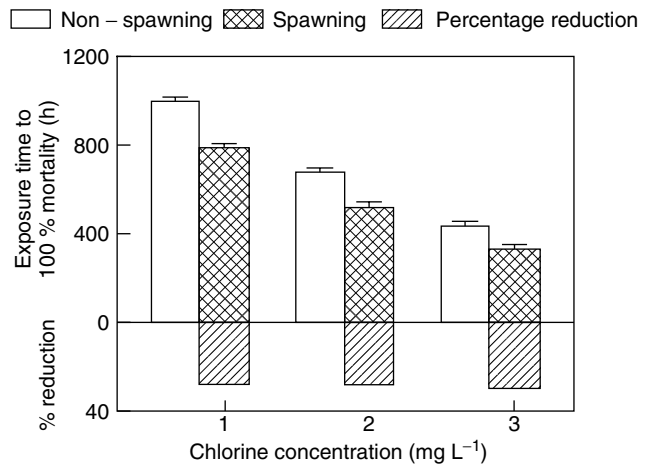 Non – spawning Spawning Percentage reduction
1200
800
400
0
40
Exposure time to
100 % mortality (h)
% reduction
1 2 3
Chlorine concentration (mg L⁻¹)